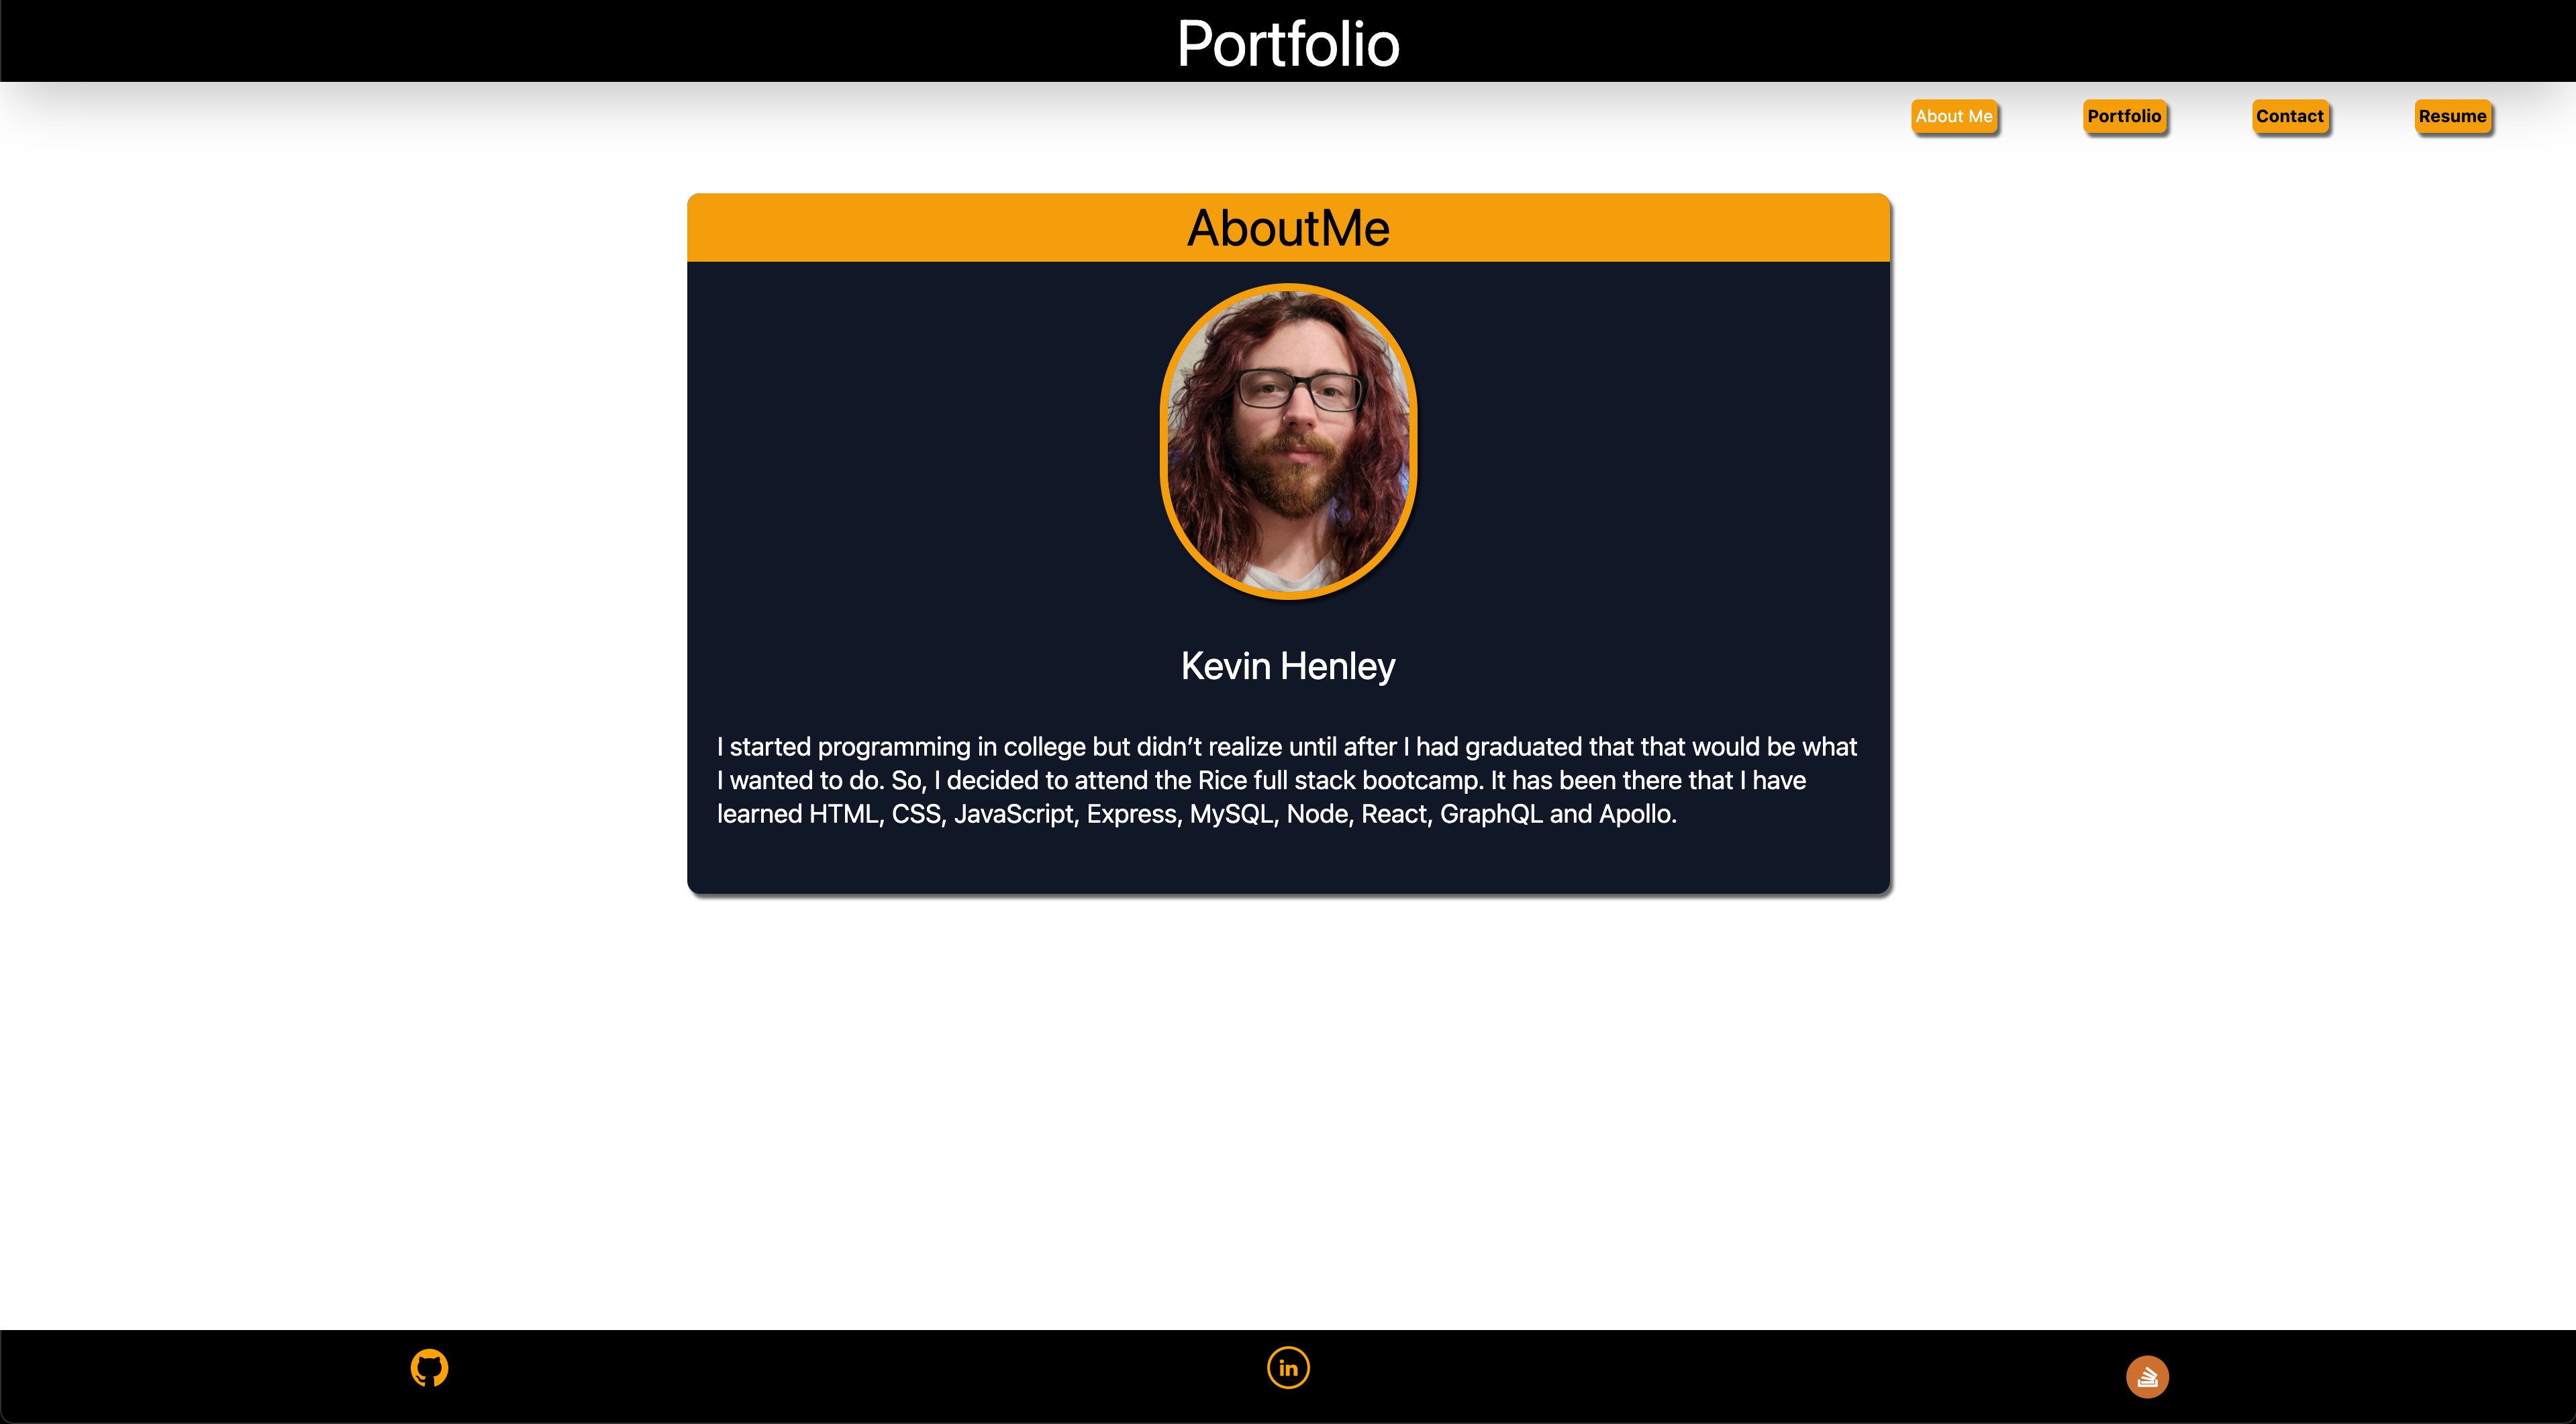 Portfolio
About Me Portfolio Contact Resume
AboutMe
Kevin Henley
I started programming in college but didn’t realize until after I had graduated that that would be what
I wanted to do. So, I decided to attend the Rice full stack bootcamp. It has been there that I have
learned HTML, CSS, JavaScript, Express, MySQL, Node, React, GraphQL and Apollo.
in